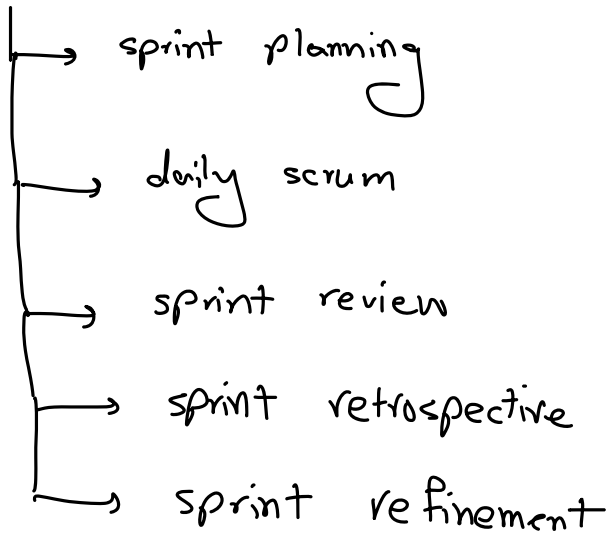 sprint planning
daily scrum
sprint review
sprint retrospective
sprint refinement